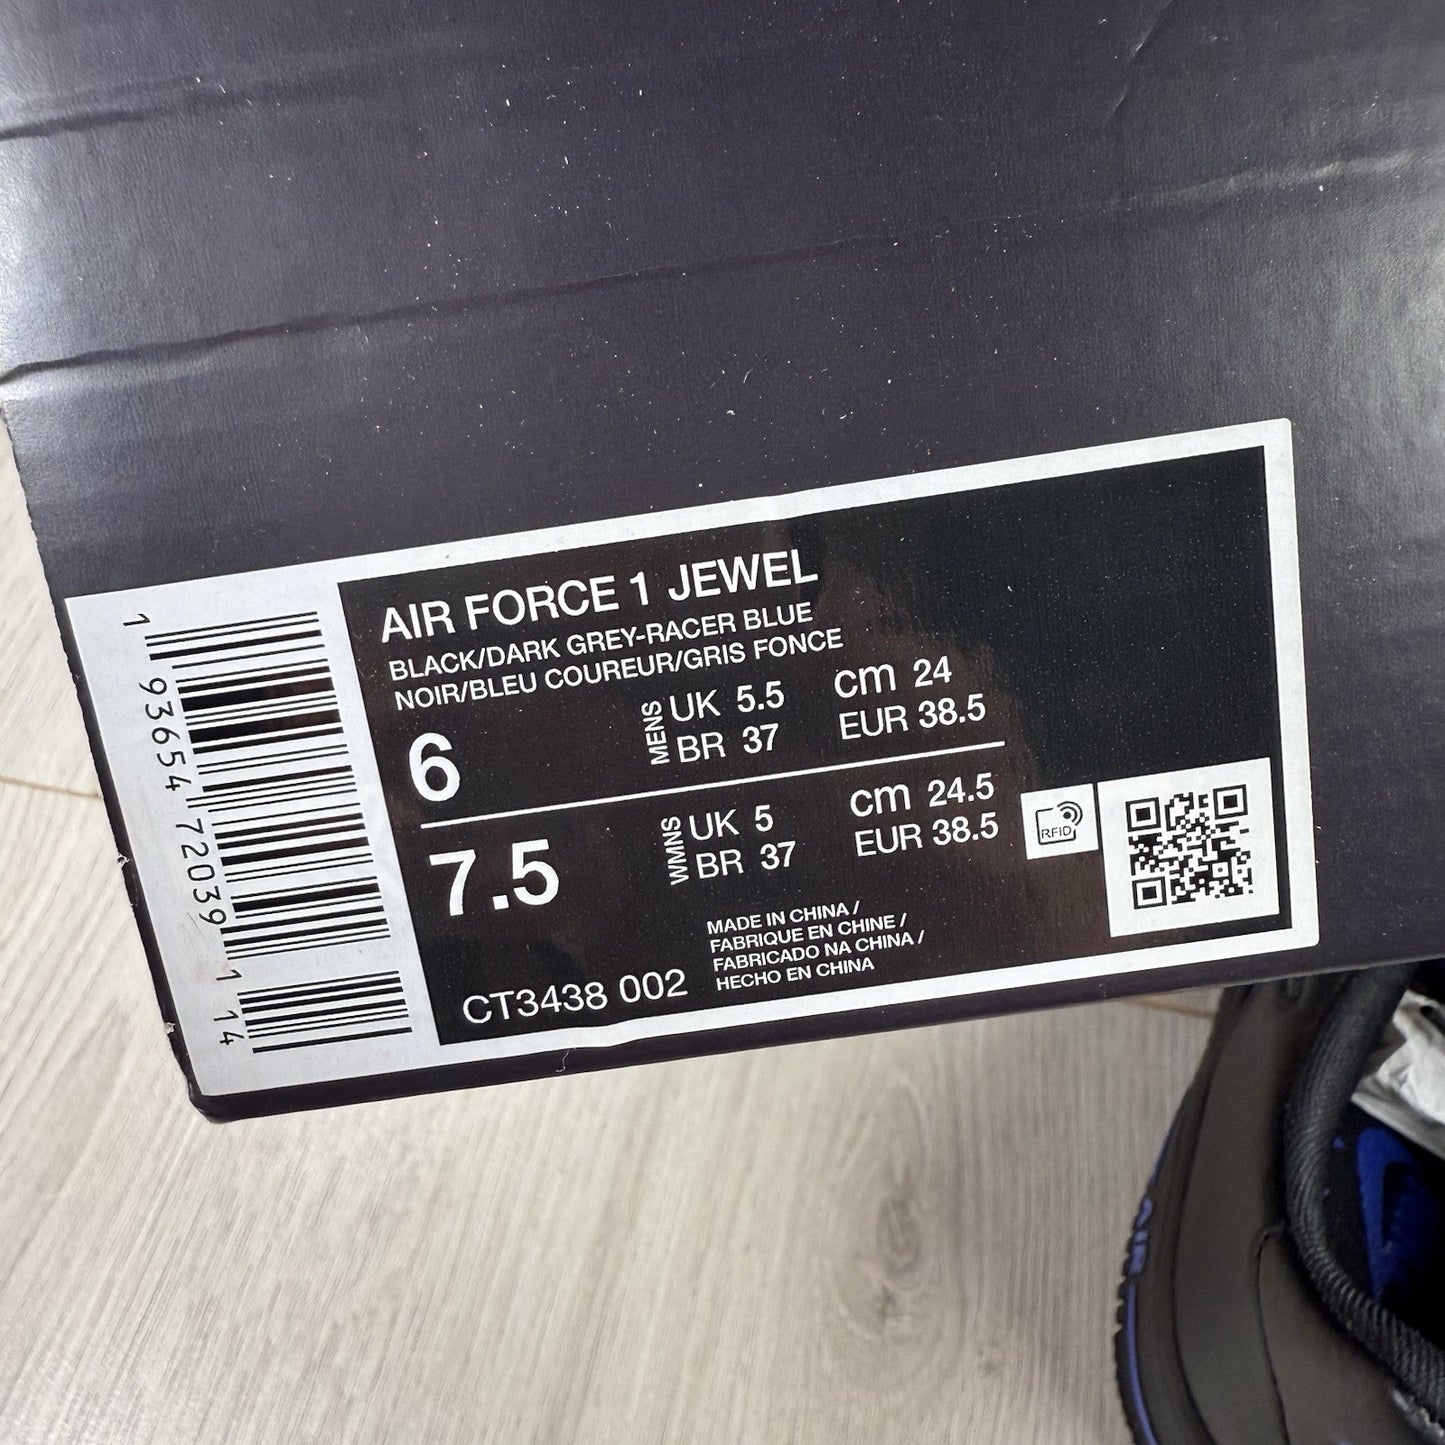 AIR FORCE 1 JEWEL
BLACK/DARK GREY-RACER BLUE
NOIR/BLEU COUREUR/GRIS FONCE
6 MENS UK 5.5 cm 24
BR 37 EUR 38.5
7.5 WMNS UK 5 cm 24.5
BR 37 EUR 38.5
RFID
MADE IN CHINA /
FABRIQUE EN CHINE /
FABRICADO NA CHINA /
HECHO EN CHINA
CT3438 002
1 93654 72039 1 14
AIR